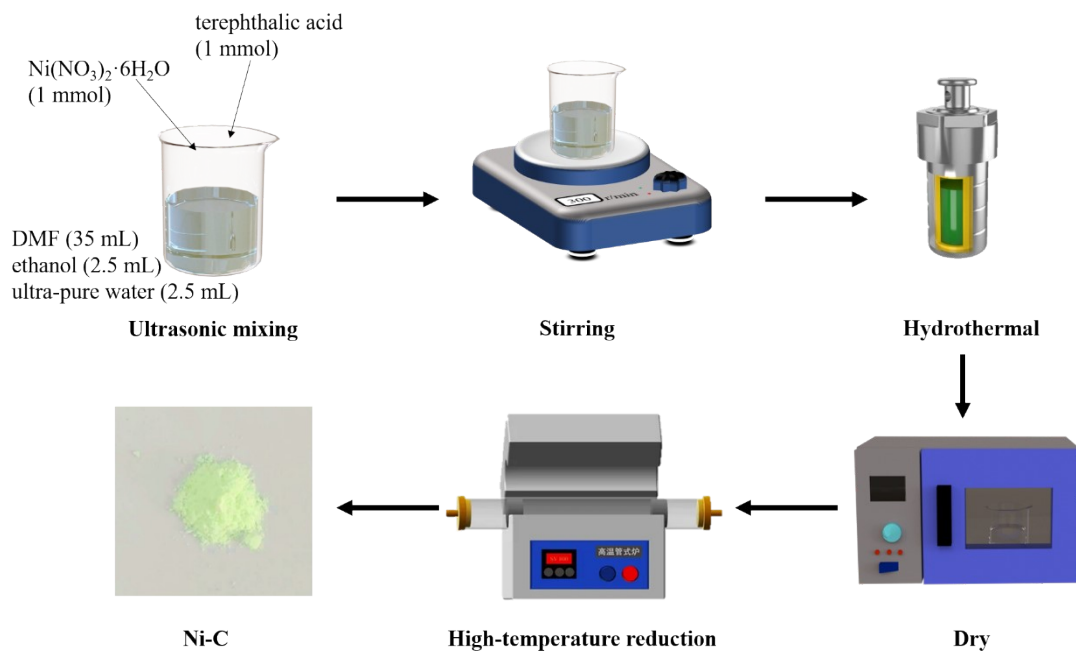 terephthalic acid
(1 mmol)
Ni(NO₃)₂·6H₂O
(1 mmol)
DMF (35 mL)
ethanol (2.5 mL)
ultra-pure water (2.5 mL)
Ultrasonic mixing
300 r/min
Stirring
Hydrothermal
Ni-C
高温管式炉
High-temperature reduction
Dry